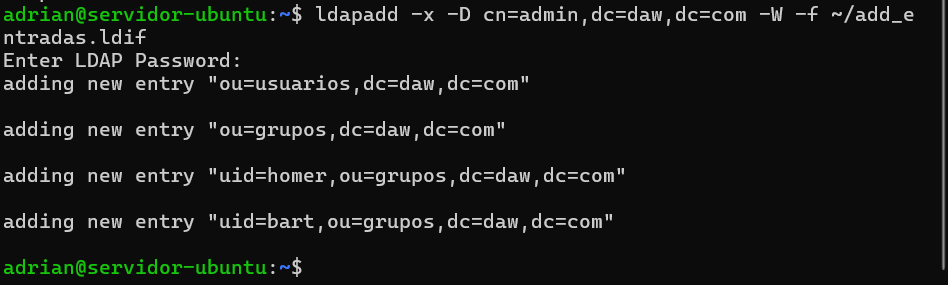 adrian@servidor-ubuntu:~$ ldapadd -x -D cn=admin,dc=daw,dc=com -W -f ~/add_e
ntradas.ldif
Enter LDAP Password:
adding new entry "ou=usuarios,dc=daw,dc=com"
adding new entry "ou=grupos,dc=daw,dc=com"
adding new entry "uid=homer,ou=grupos,dc=daw,dc=com"
adding new entry "uid=bart,ou=grupos,dc=daw,dc=com"
adrian@servidor-ubuntu:~$